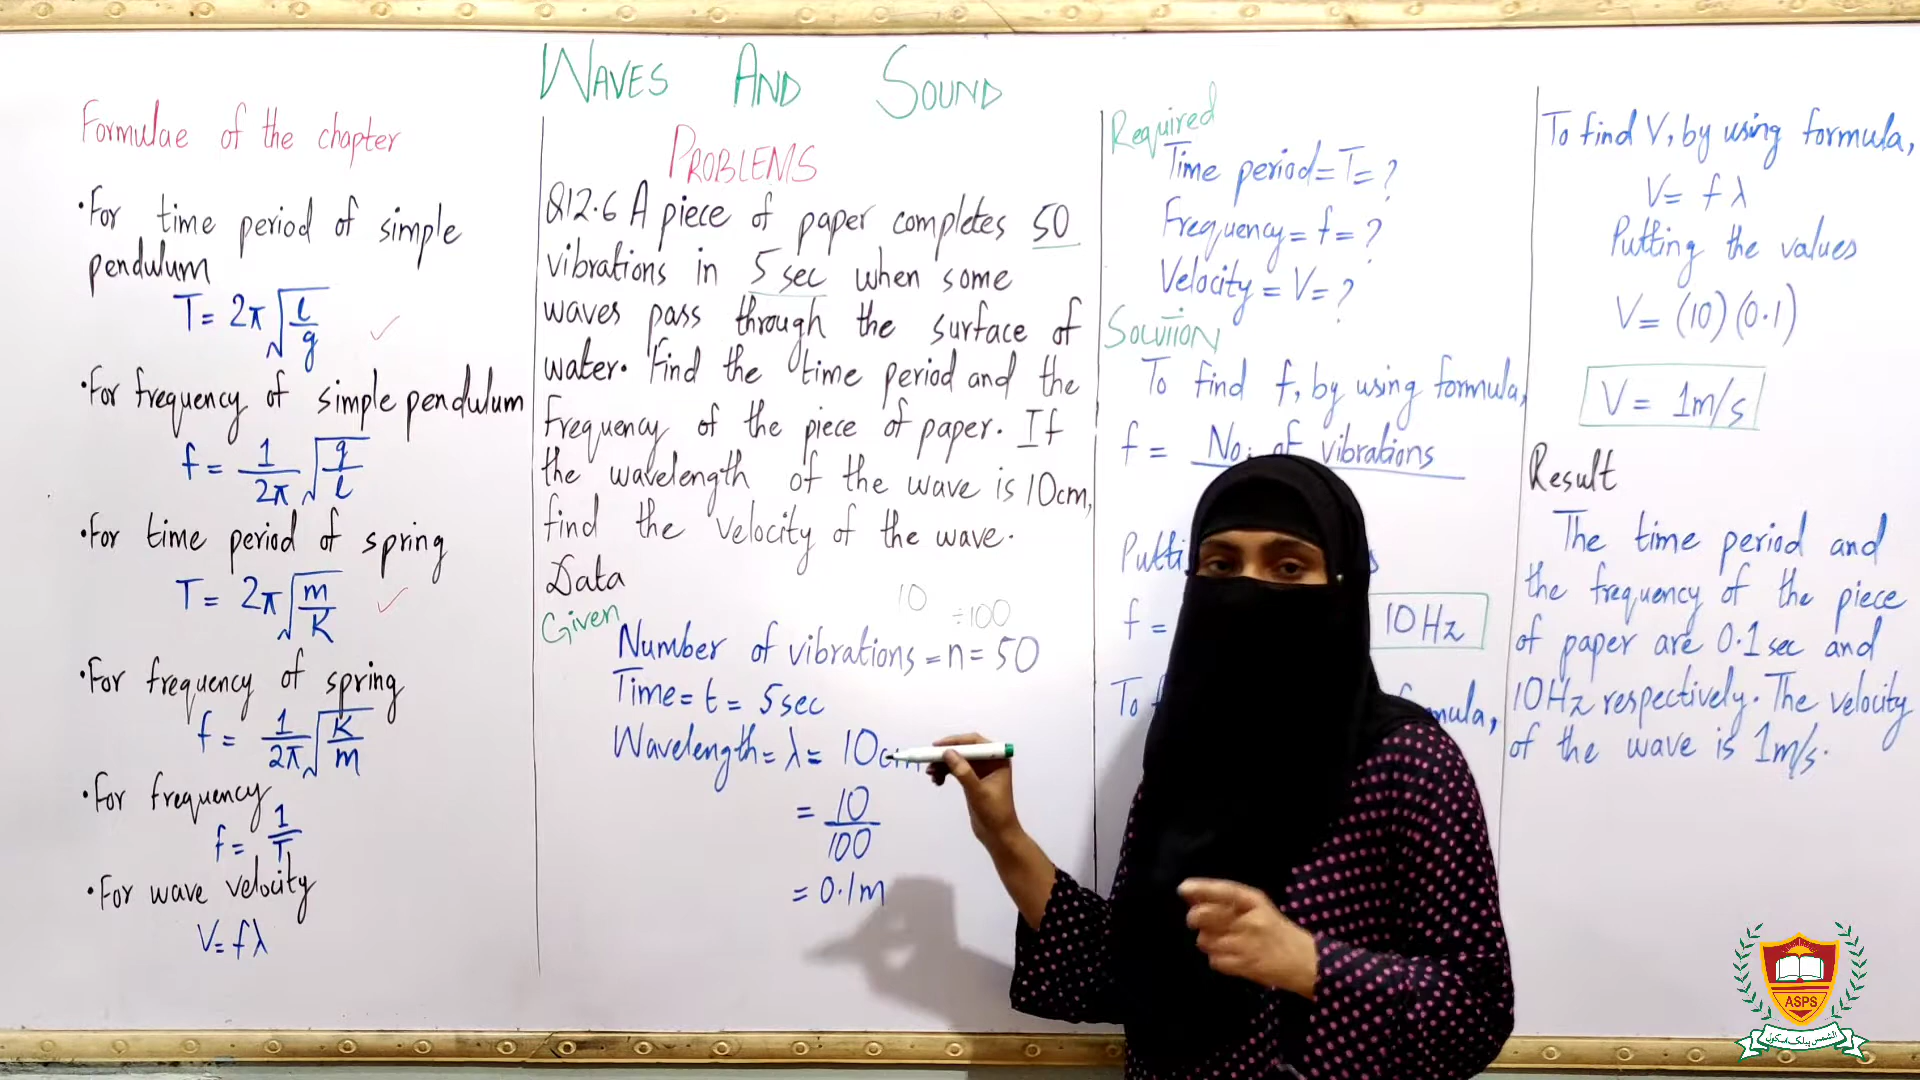 WAVES AND SOUND
Formulae of the chapter
•For time period of simple
pendulum
T= 2π√l/g
•For frequency of simple pendulum
f= 1/2π √g/l
•For time period of spring
T= 2π√m/K
•For frequency of spring
f= 1/2π √K/m
•For frequency
f= 1/T
•For wave velocity
V= fλ
PROBLEMS
Q12.6 A piece of paper completes 50
vibrations in 5 sec when some
waves pass through the surface of
water. Find the time period and the
frequency of the piece of paper. If
the wavelength of the wave is 10cm,
find the velocity of the wave.
Data
10
÷100
Given
Number of vibrations = n= 50
Time= t= 5sec
Wavelength= λ= 10cm
= 10/100
= 0.1m
Required
Time period= T= ?
Frequency= f= ?
Velocity= V= ?
SOLUTION
To find f, by using formula,
f= No. of vibrations
f=
10Hz
To
To find V, by using formula,
V= fλ
Putting the values
V= (10)(0.1)
V= 1m/s
Result
The time period and
the frequency of the piece
of paper are 0.1sec and
10Hz respectively. The velocity
of the wave is 1m/s.
ASPS